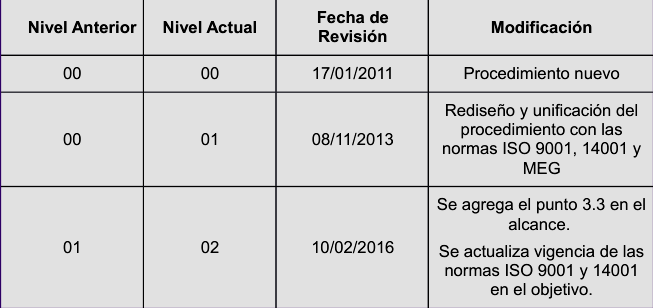 Nivel Anterior Nivel Actual Fecha de Revisión Modificación
00 00 17/01/2011 Procedimiento nuevo
00 01 08/11/2013 Rediseño y unificación del
procedimiento con las
normas ISO 9001, 14001 y
MEG
01 02 10/02/2016 Se agrega el punto 3.3 en el
alcance.
Se actualiza vigencia de las
normas ISO 9001 y 14001
en el objetivo.